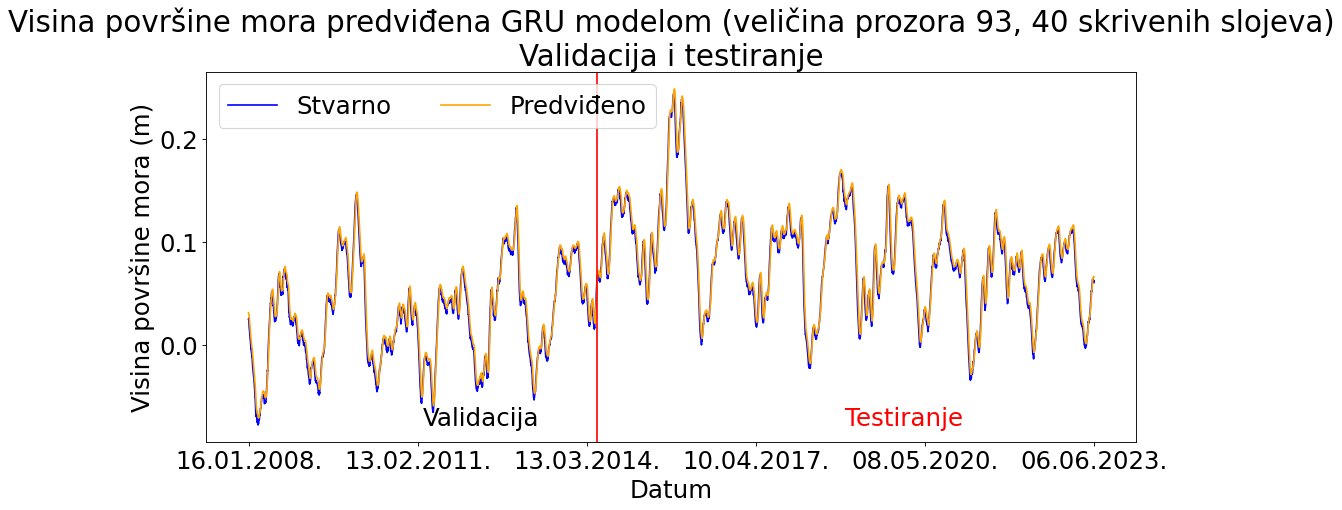 Visina površine mora predviđena GRU modelom (veličina prozora 93, 40 skrivenih slojeva)
Validacija i testiranje
Stvarno
Predviđeno
Visina površine mora (m)
0.2
0.1
0.0
Validacija
Testiranje
16.01.2008.
13.02.2011.
13.03.2014.
10.04.2017.
08.05.2020.
06.06.2023.
Datum